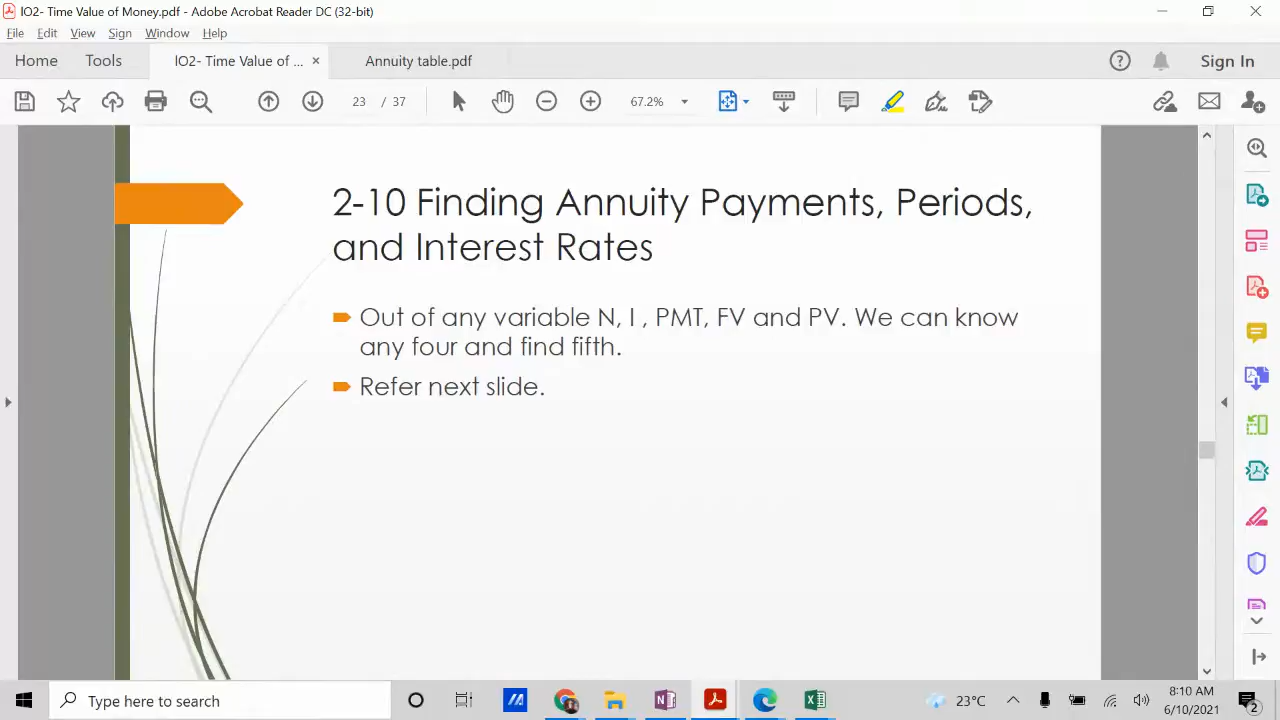 IO2- Time Value of Money.pdf - Adobe Acrobat Reader DC (32-bit)
File Edit View Sign Window Help
Home Tools IO2- Time Value of ... × Annuity table.pdf Sign In
23 / 37 67.2%
2-10 Finding Annuity Payments, Periods,
and Interest Rates
Out of any variable N, I , PMT, FV and PV. We can know
any four and find fifth.
Refer next slide.
Type here to search
23°C
8:10 AM
6/10/2021
2